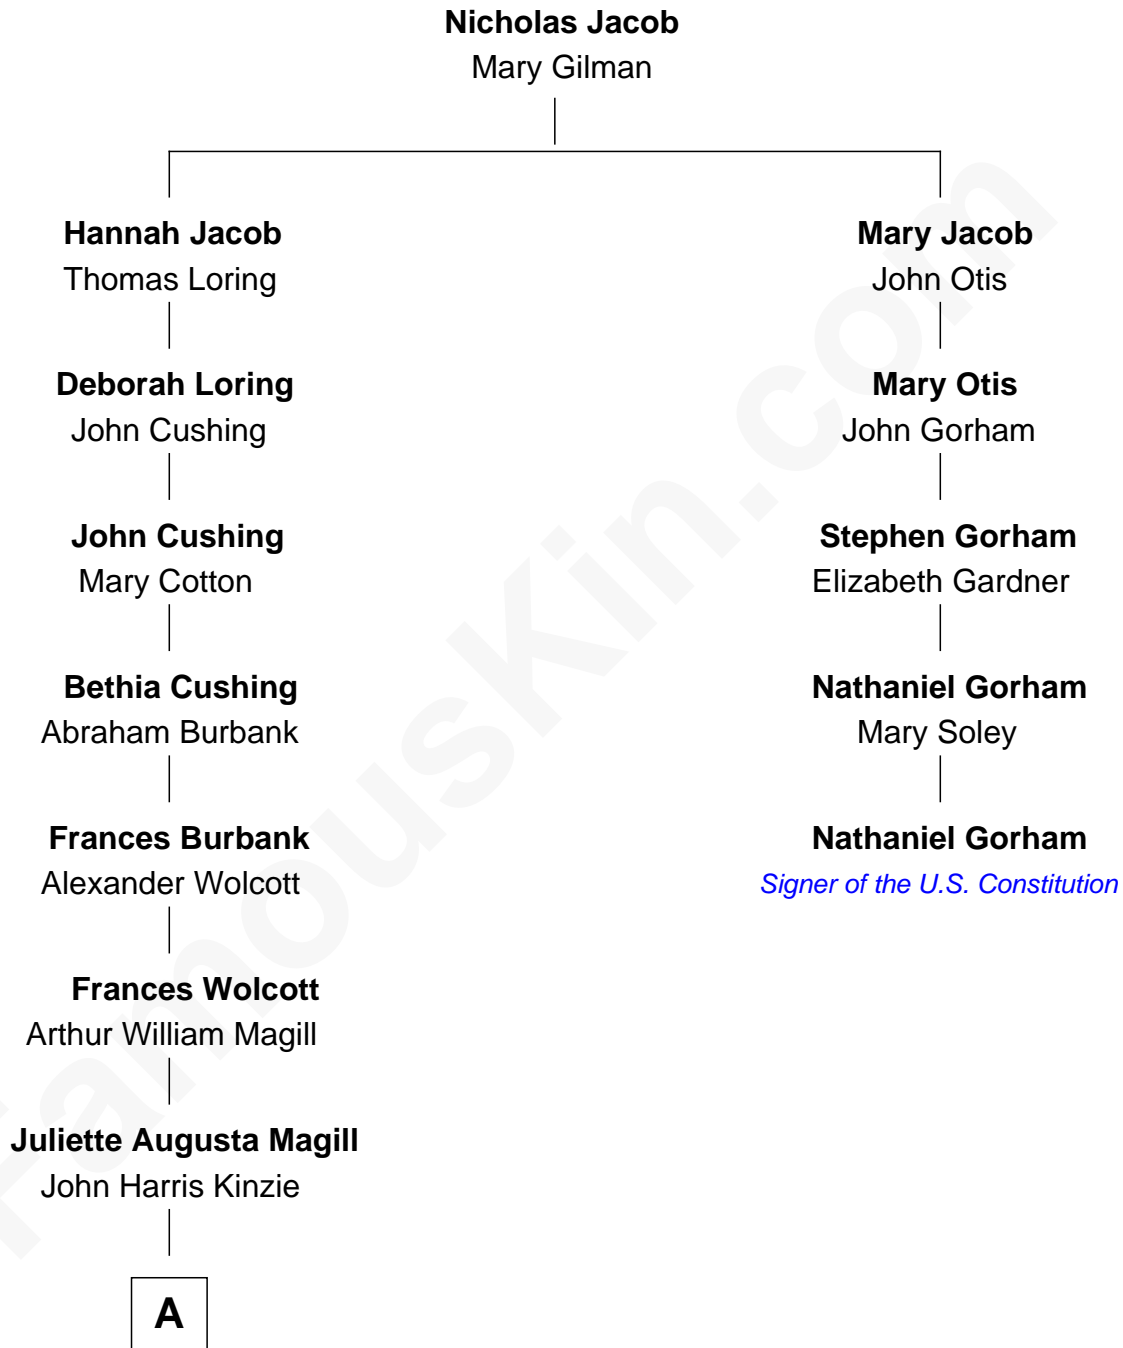 Nicholas Jacob
Mary Gilman
Hannah Jacob
Thomas Loring
Mary Jacob
John Otis
Deborah Loring
John Cushing
Mary Otis
John Gorham
John Cushing
Mary Cotton
Stephen Gorham
Elizabeth Gardner
Bethia Cushing
Abraham Burbank
Nathaniel Gorham
Mary Soley
Frances Burbank
Alexander Wolcott
Nathaniel Gorham
Signer of the U.S. Constitution
Frances Wolcott
Arthur William Magill
Juliette Augusta Magill
John Harris Kinzie
A
FamousKin.com